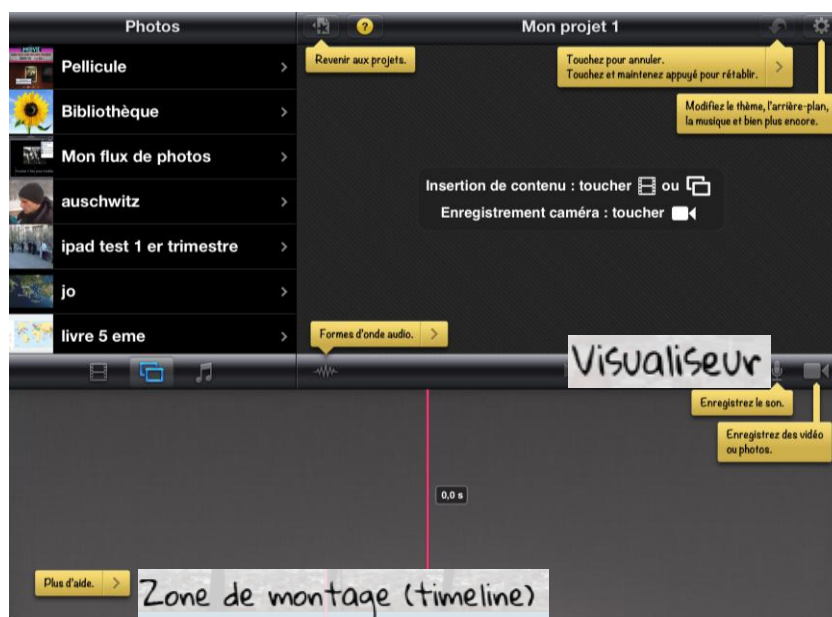 Photos
Pellicule
Bibliothèque
Mon flux de photos
auschwitz
ipad test 1 er trimestre
jo
livre 5 eme
?
Mon projet 1
Revenir aux projets.
Touchez pour annuler.
Touchez et maintenez appuyé pour rétablir.
Modifiez le thème, l'arrière-plan,
la musique et bien plus encore.
Insertion de contenu : toucher ou
Enregistrement caméra : toucher
Formes d'onde audio.
Visualiseur
Enregistrez le son.
Enregistrez des vidéo
ou photos.
0,0 s
Plus d'aide.
Zone de montage (timeline)